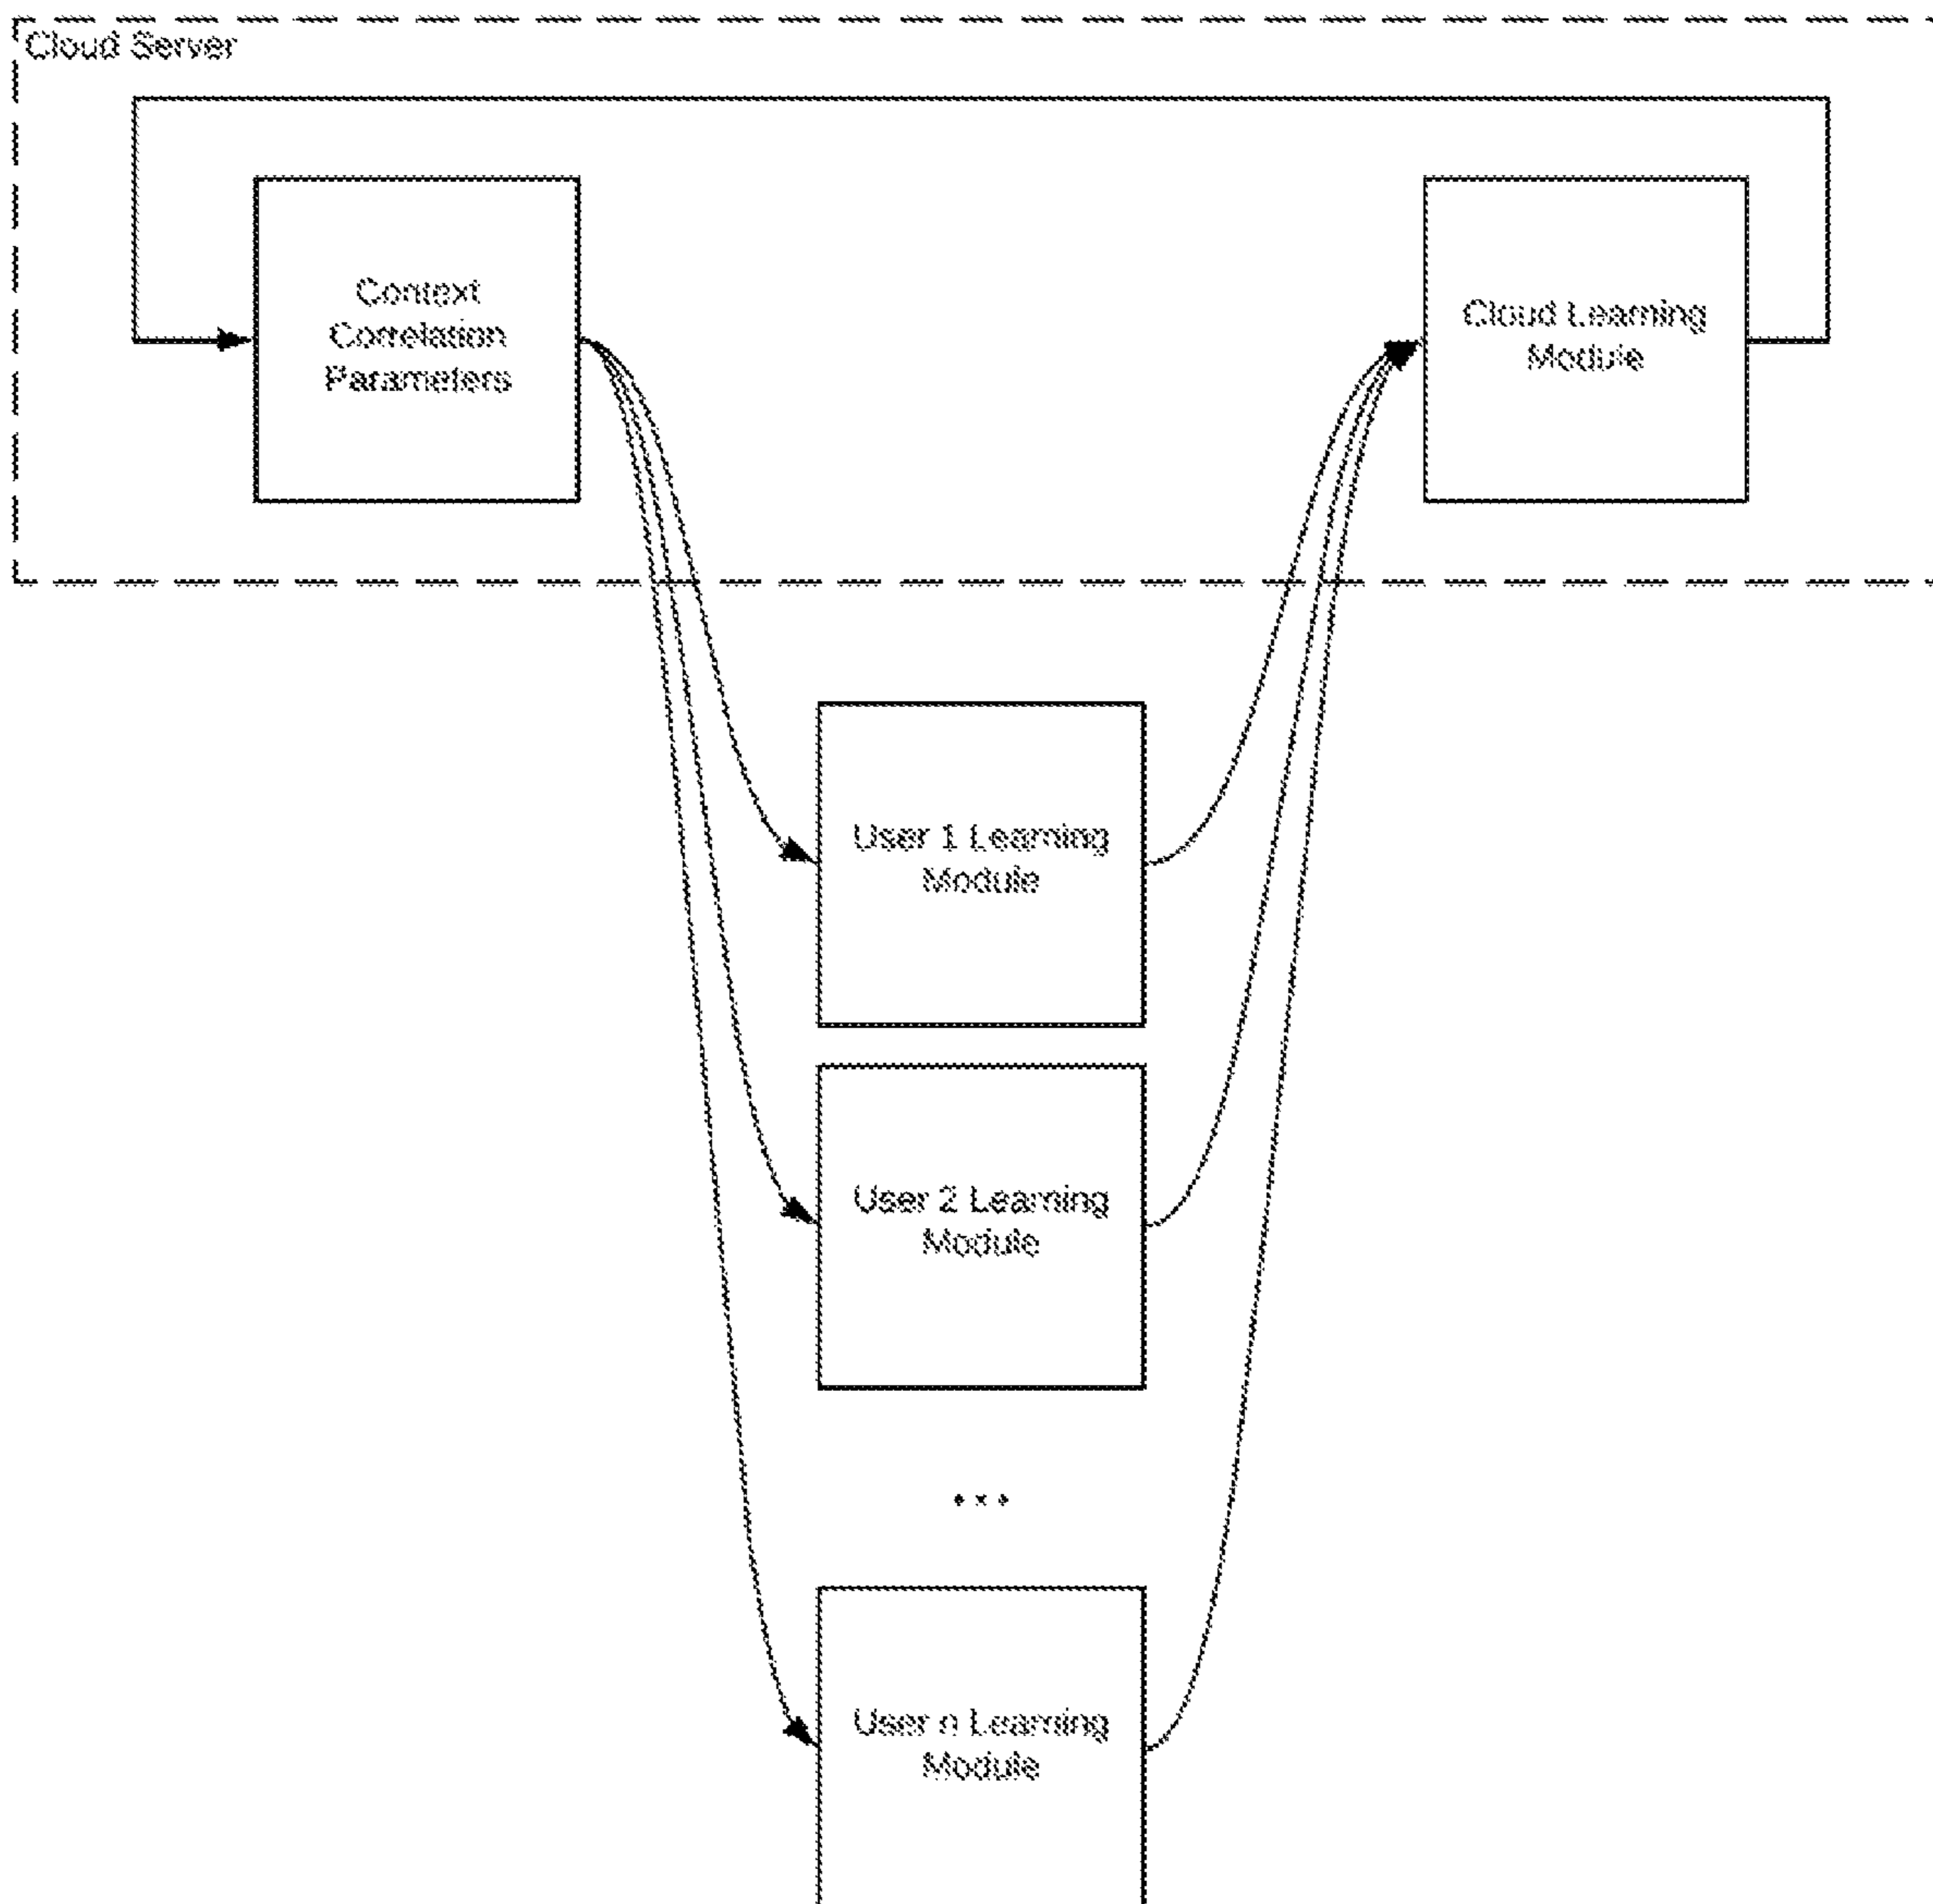 Cloud Server
Context
Correlation
Parameters
Cloud Learning
Module
User 1 Learning
Module
User 2 Learning
Module
...
User n Learning
Module